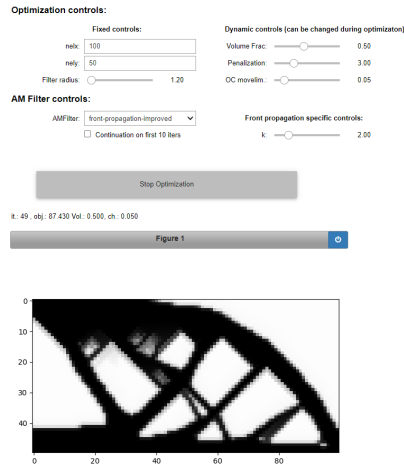 Optimization controls:
Fixed controls: Dynamic controls (can be changed during optimizaton)
nelx: 100 Volume Frac: 0.50
nely: 50 Penalization: 3.00
Filter radius: 1.20 OC movelim.: 0.05
AM Filter controls:
AMFilter: front-propagation-improved Front propagation specific controls:
Continuation on first 10 iters k: 2.00
Stop Optimization
it.: 49 , obj.: 87.430 Vol.: 0.500, ch.: 0.050
Figure 1
0
10
20
30
40
0 20 40 60 80